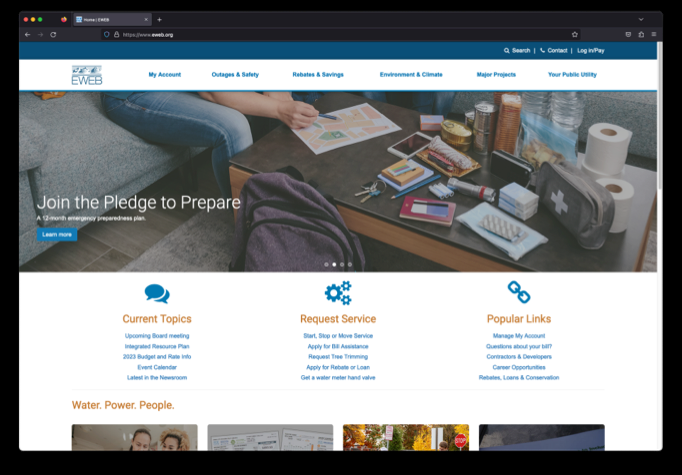 Home | EWEB
https://www.eweb.org
Search | Contact | Log in/Pay
EWEB
My Account
Outages & Safety
Rebates & Savings
Environment & Climate
Major Projects
Your Public Utility
Join the Pledge to Prepare
A 12-month emergency preparedness plan.
Learn more
Current Topics
Upcoming Board meeting
Integrated Resource Plan
2023 Budget and Rate Info
Event Calendar
Latest in the Newsroom
Request Service
Start, Stop or Move Service
Apply for Bill Assistance
Request Tree Trimming
Apply for Rebate or Loan
Get a water meter hand valve
Popular Links
Manage My Account
Questions about your bill?
Contractors & Developers
Career Opportunities
Rebates, Loans & Conservation
Water. Power. People.
STOP